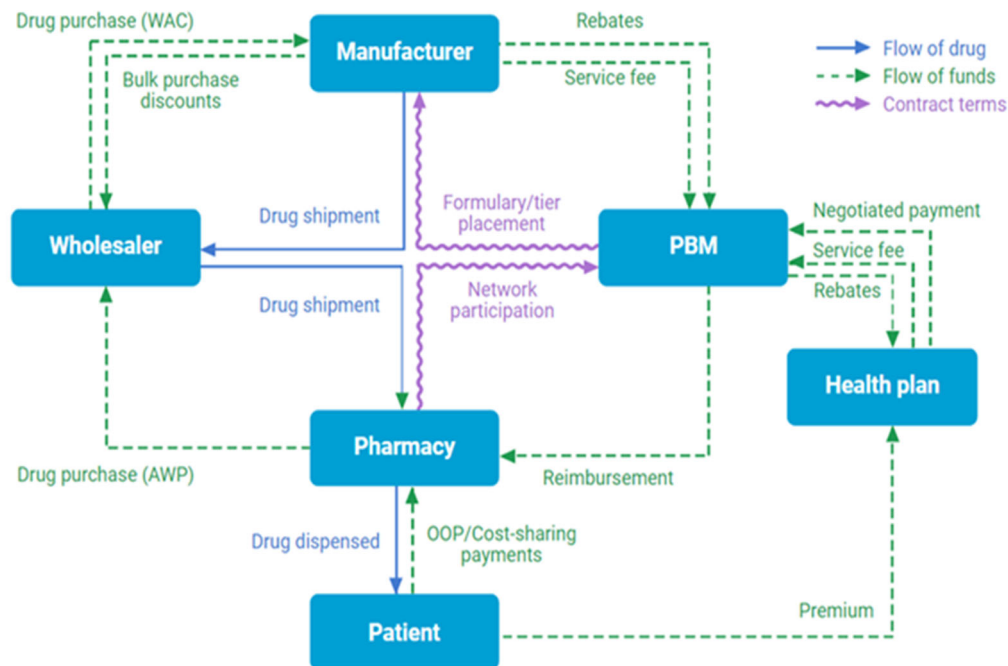 Drug purchase (WAC)
Manufacturer
Rebates
Bulk purchase
discounts
Service fee
Flow of drug
Flow of funds
Contract terms
Wholesaler
Drug shipment
Formulary/tier
placement
PBM
Negotiated payment
Service fee
Rebates
Drug shipment
Network
participation
Health plan
Pharmacy
Drug purchase (AWP)
Reimbursement
Drug dispensed
OOP/Cost-sharing
payments
Patient
Premium